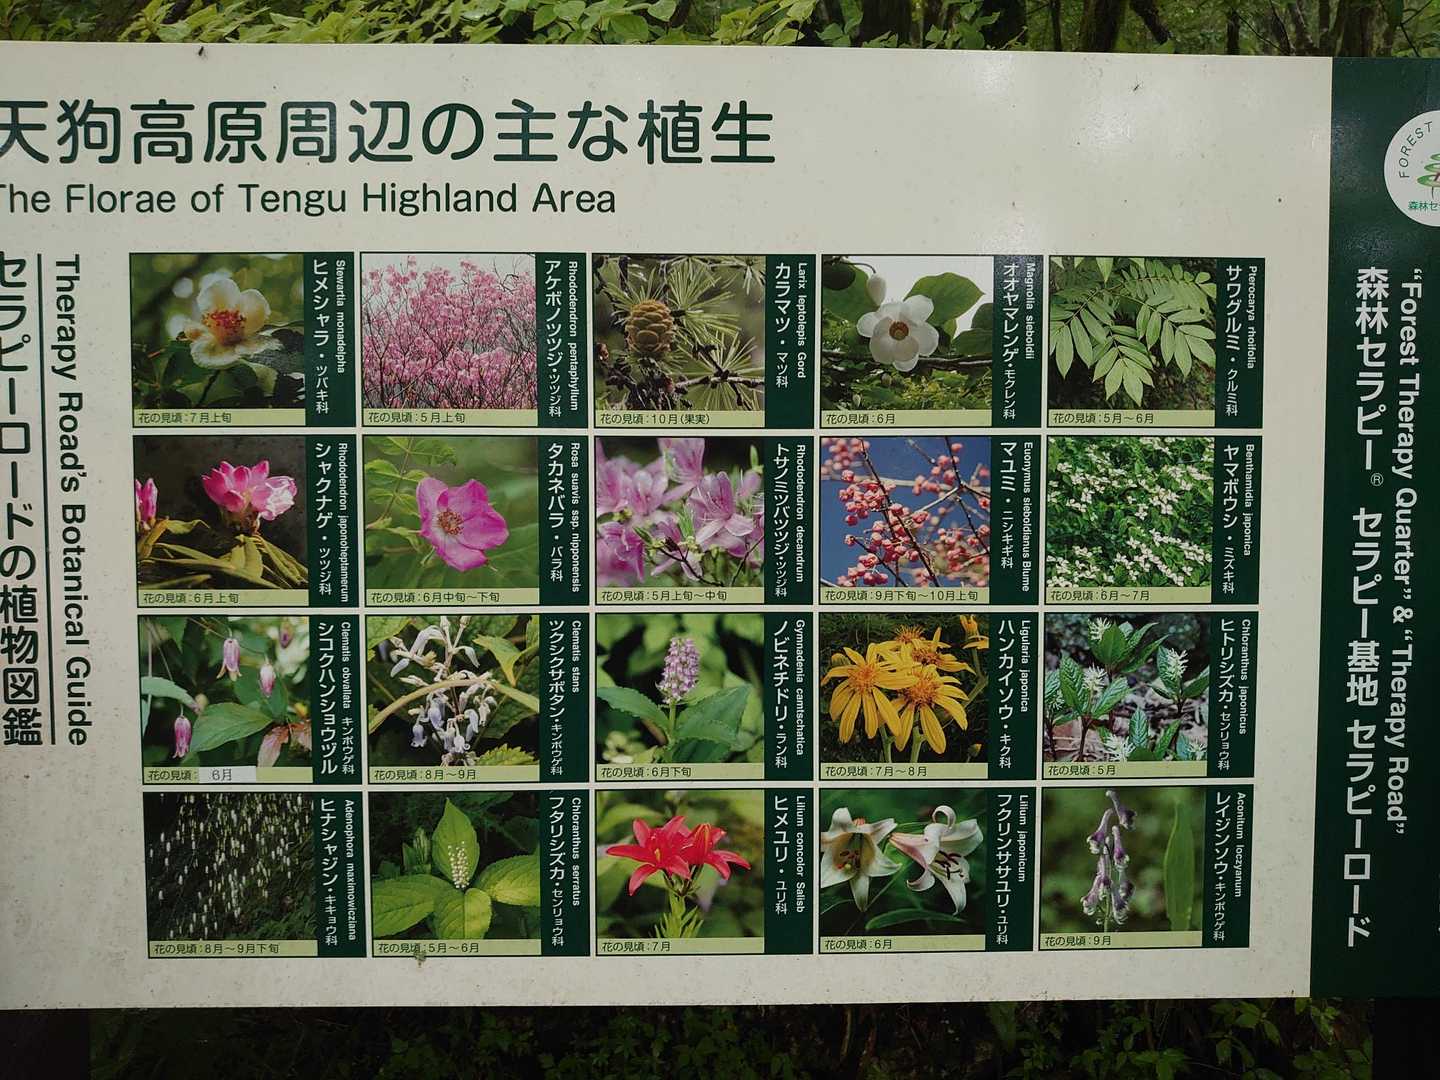 天狗高原周辺の主な植生
The Florae of Tengu Highland Area
Therapy Road's Botanical Guide
セラピーロードの植物図鑑
Stewartia monadelpha
ヒメシャラ・ツバキ科
花の見頃:7月上旬
Rhododendron pentaphyllum
アケボノツツジ・ツツジ科
花の見頃:5月上旬
Larix leptolepis Gord
カラマツ・マツ科
花の見頃:10月(果実)
Magnolia sieboldii
オオヤマレンゲ・モクレン科
花の見頃:6月
Pterocarya rhoifolia
サワグルミ・クルミ科
花の見頃:5月～6月
Rhododendron japonoheptamerum
シャクナゲ・ツツジ科
花の見頃:6月上旬
Rosa suavis ssp. nipponensis
タカネバラ・バラ科
花の見頃:6月中旬～下旬
Rhododendron decandrum
トサノミツバツツジ・ツツジ科
花の見頃:5月上旬～中旬
Euonymus sieboldianus Blume
マユミ・ニシキギ科
花の見頃:9月下旬～10月上旬
Benthamidia japonica
ヤマボウシ・ミズキ科
花の見頃:6月～7月
Clematis obvallata
シコクハンショウヅル キンポウゲ科
花の見頃:6月
Clematis stans
ツクシクサボタン・キンポウゲ科
花の見頃:8月～9月
Gymnadenia camtschatica
ノビネチドリ・ラン科
花の見頃:6月下旬
Ligularia japonica
ハンカイソウ・キク科
花の見頃:7月～8月
Chloranthus japonicus
ヒトリシズカ・センリョウ科
花の見頃:5月
Adenophora maximowicziana
ヒナシャジン・キキョウ科
花の見頃:8月～9月下旬
Chloranthus serratus
フタリシズカ・センリョウ科
花の見頃:5月～6月
Lilium concolor Salisb
ヒメユリ・ユリ科
花の見頃:7月
Lilium japonicum
フクリンササユリ・ユリ科
花の見頃:6月
Aconitum loczyanum
レイジンソウ・キンポウゲ科
花の見頃:9月
FOREST
森林セ
"Forest Therapy Quarter" & "Therapy Road"
森林セラピー® セラピー基地 セラピーロード